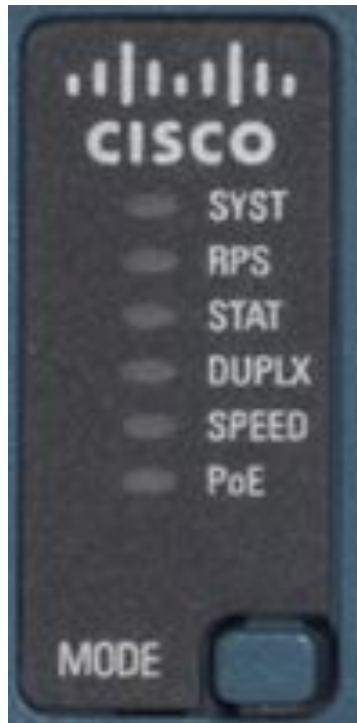 CISCO
SYST
RPS
STAT
DUPLX
SPEED
PoE
MODE